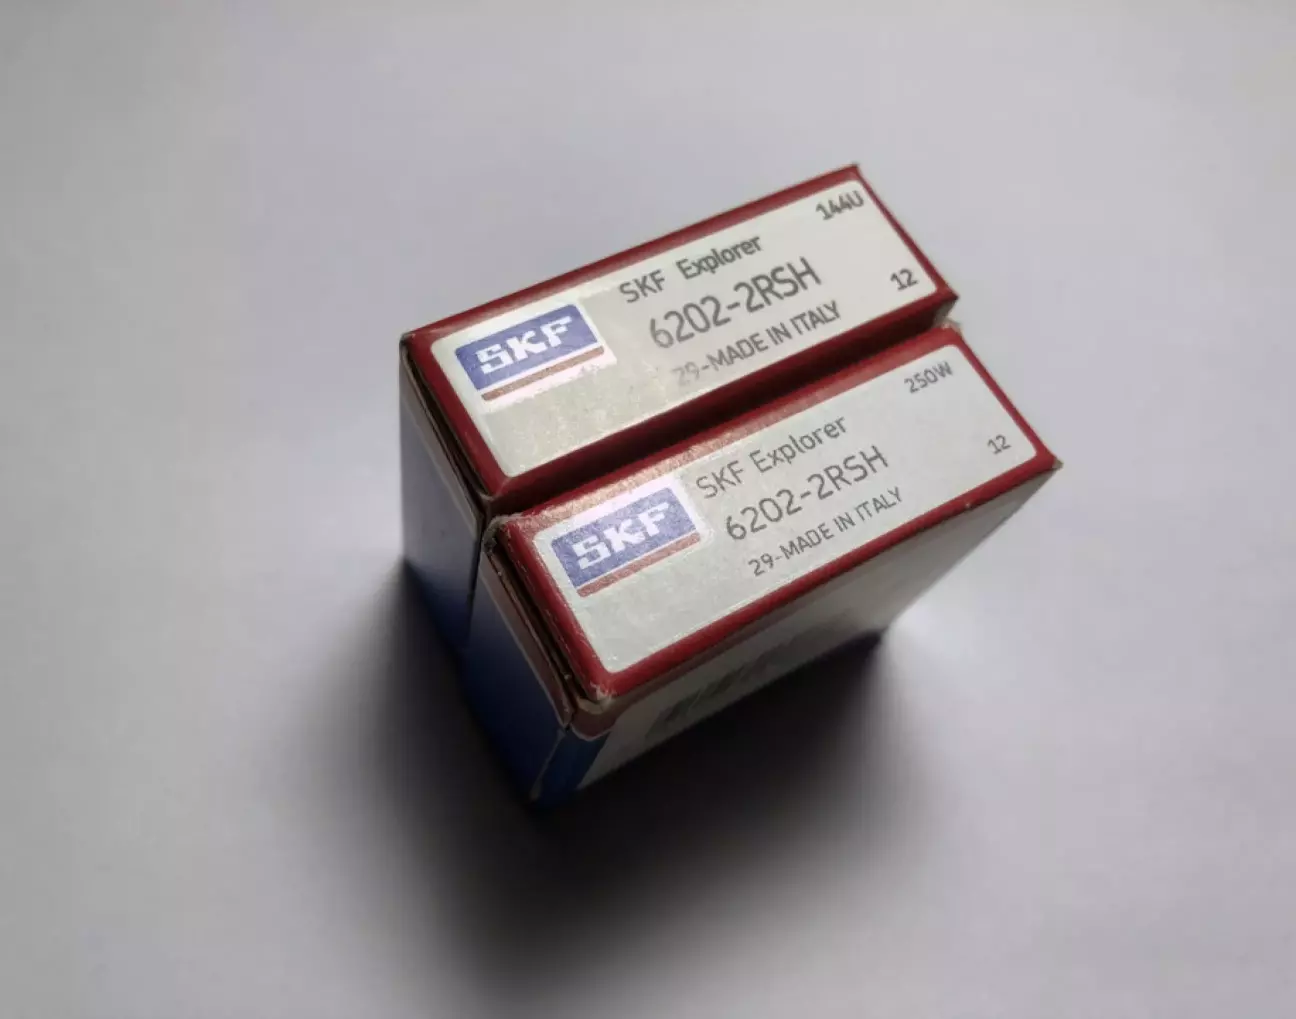 144U
SKF Explorer
6202-2RSH
12
SKF
29-MADE IN ITALY
250W
SKF Explorer
6202-2RSH
12
SKF
29-MADE IN ITALY